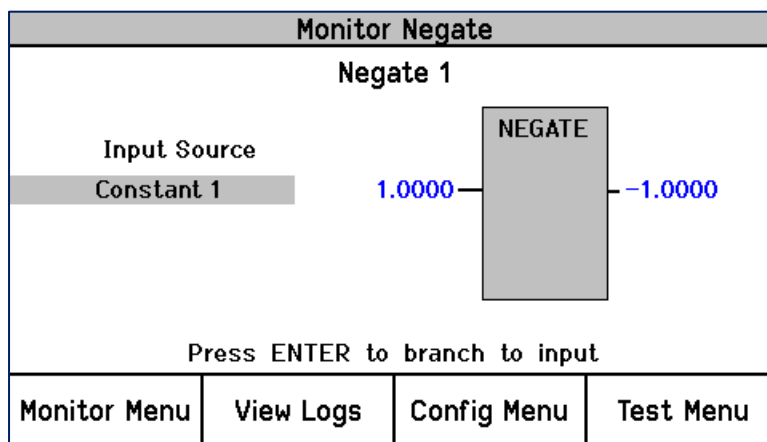 Monitor Negate
Negate 1
NEGATE
Input Source
Constant 1
1.0000
-1.0000
Press ENTER to branch to input
Monitor Menu
View Logs
Config Menu
Test Menu